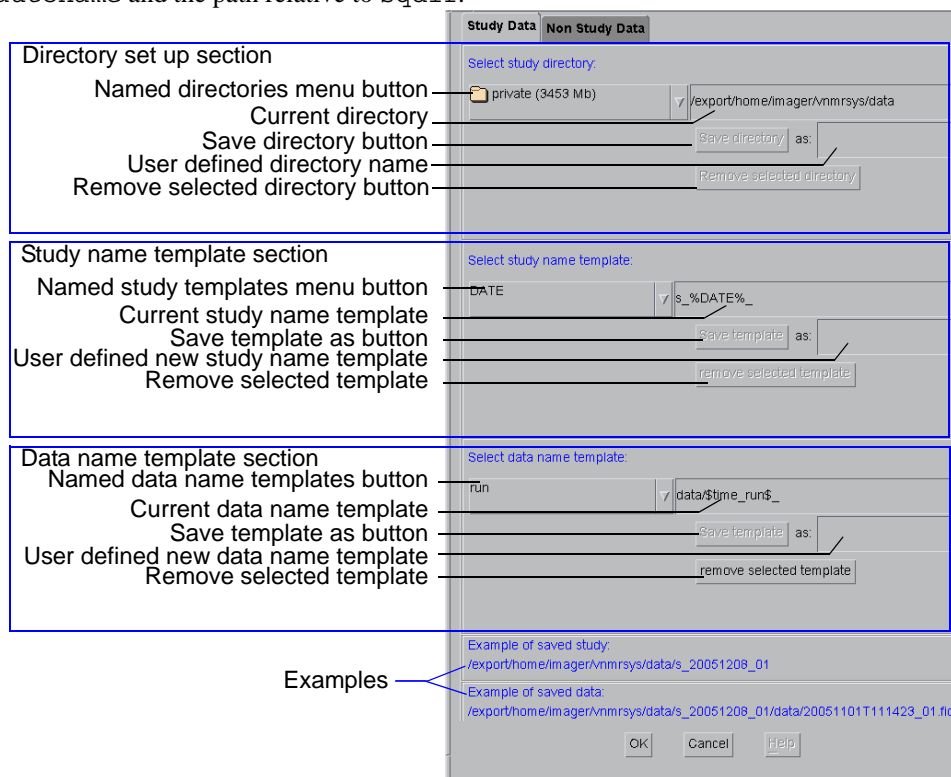 and the path relative to
Study Data Non Study Data
Directory set up section
Select study directory:
Named directories menu button
private (3453 Mb)
/export/home/imager/vnmrsys/data
Current directory
Save directory button
Save directory as:
User defined directory name
Remove selected directory button
Remove selected directory
Study name template section
Select study name template:
Named study templates menu button
DATE
s_%DATE%_
Current study name template
Save template as button
Save template as:
User defined new study name template
Remove selected template
remove selected template
Data name template section
Select data name template:
Named data name templates button
run
data/$time_run$_
Current data name template
Save template as button
Save template as:
User defined new data name template
Remove selected template
remove selected template
Example of saved study:
/export/home/imager/vnmrsys/data/s_20051208_01
Examples
Example of saved data:
/export/home/imager/vnmrsys/data/s_20051208_01/data/20051101T111423_01.fid
OK Cancel Help